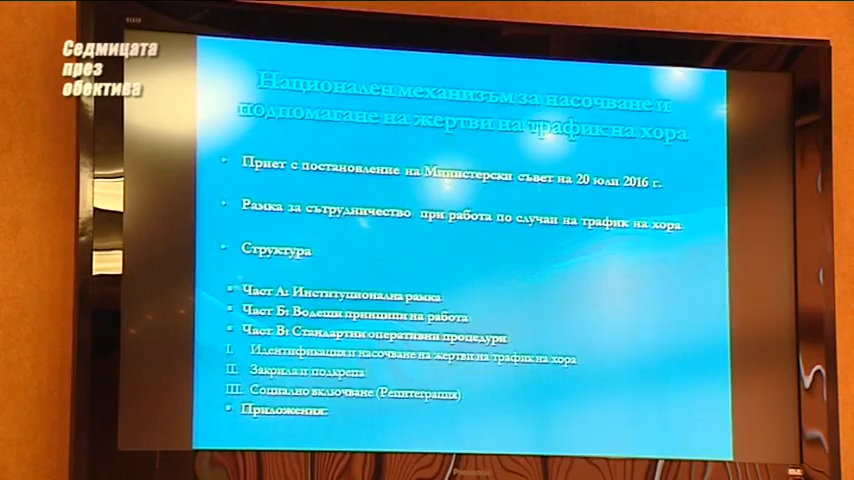 Седмицата
през
обектива
Национален механизъм за насочване и
подпомагане на жертви на трафик на хора
Приет с постановление на Министерски съвет на 20 юли 2016 г.
Рамка за сътрудничество при работа по случаи на трафик на хора
Структура
Част А: Институционална рамка
Част Б: Водещи принципи на работа
Част В: Стандартни оперативни процедури
I. Идентификация и насочване на жертви на трафик на хора
II. Закрила и подкрепа
III. Социално включване (Реинтеграция)
Приложения:
Panasonic